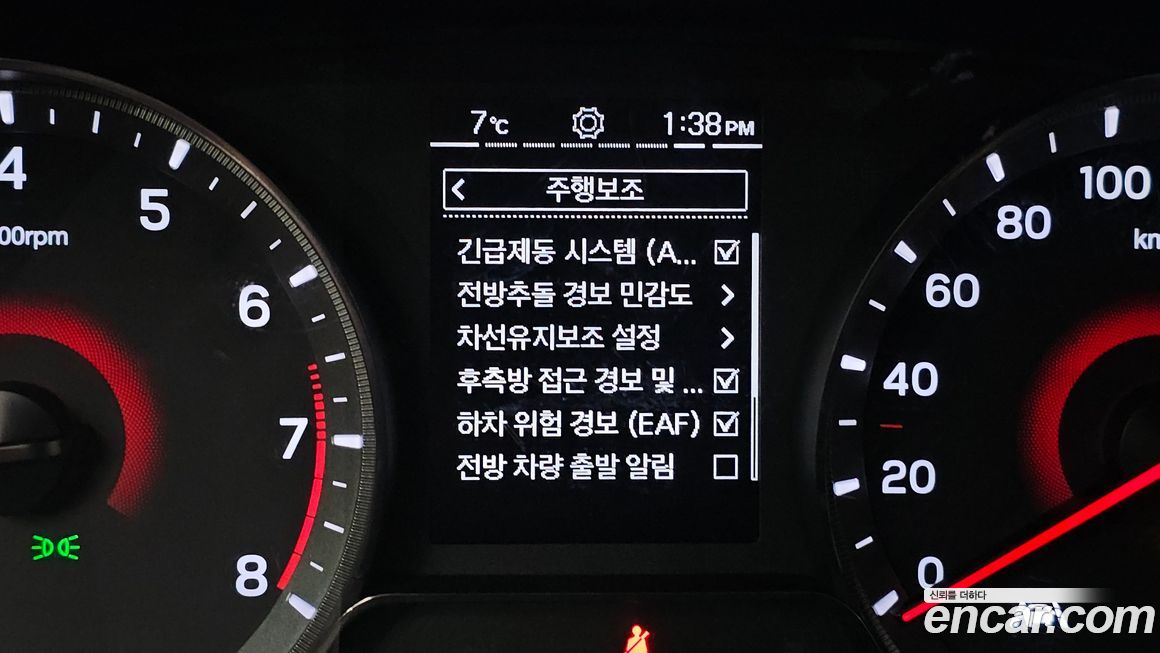 7℃ 1:38PM
주행보조
긴급제동 시스템 (A...
전방추돌 경보 민감도
차선유지보조 설정
후측방 접근 경보 및 ...
하차 위험 경보 (EAF)
전방 차량 출발 알림
4
5
6
7
8
00rpm
100
80
60
40
20
0
km
신뢰를 더하다
encar.com